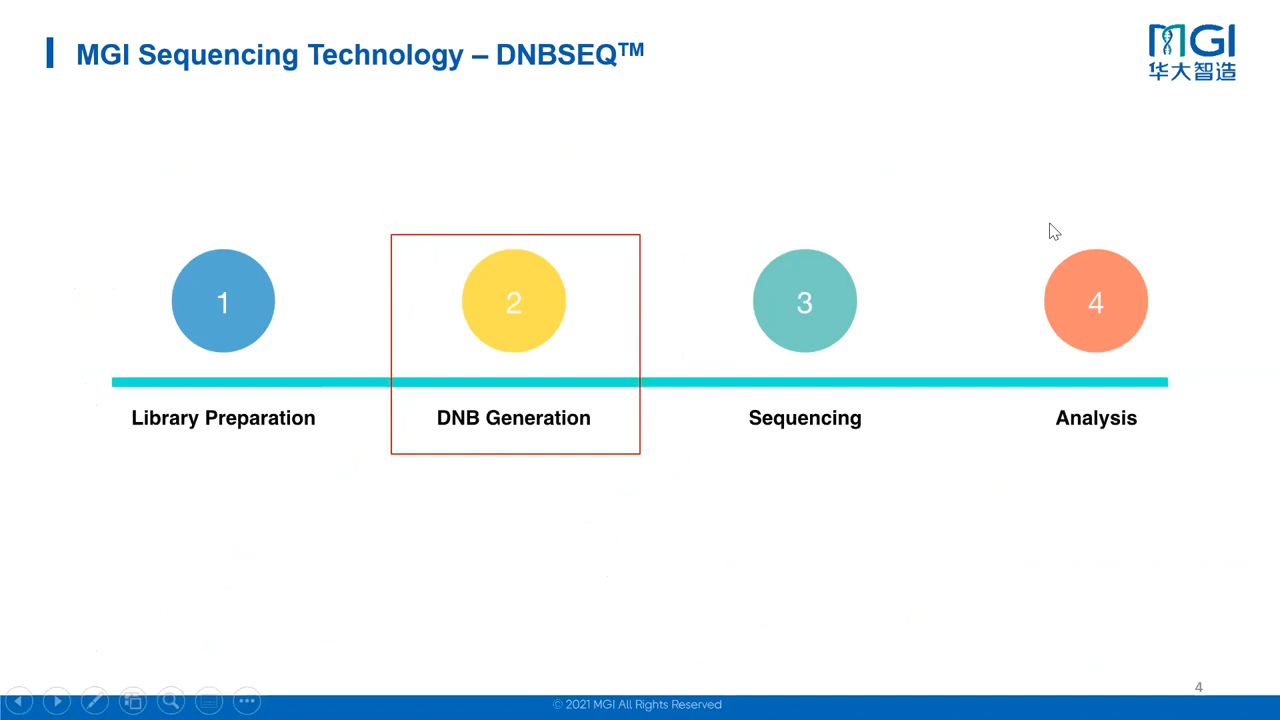 MGI Sequencing Technology – DNBSEQ™
MGI
华大智造
1
2
3
4
Library Preparation
DNB Generation
Sequencing
Analysis
4
© 2021 MGI All Rights Reserved